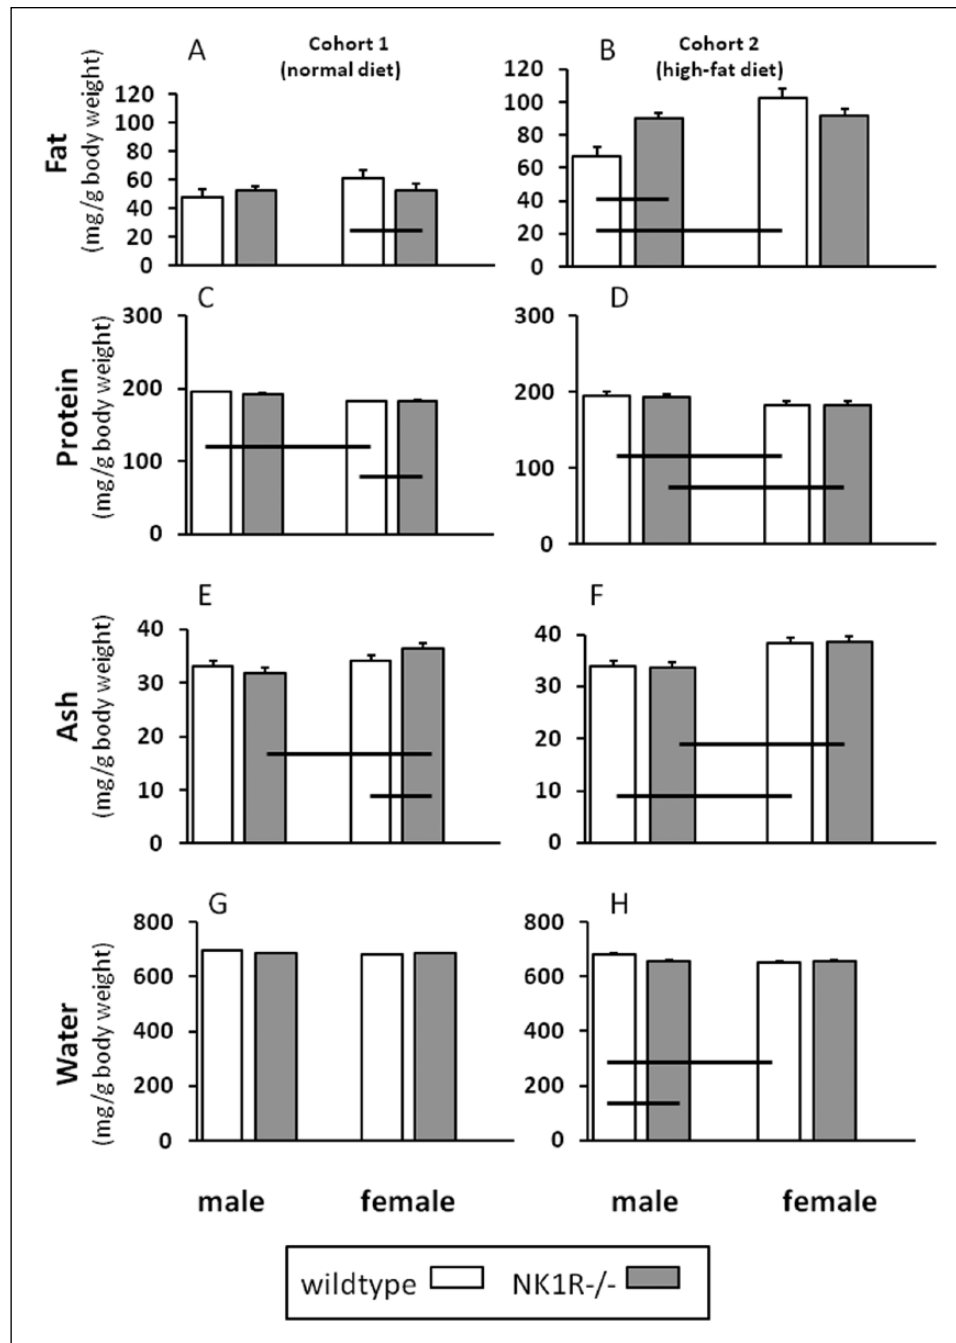 A
Cohort 1
(normal diet)
B
Cohort 2
(high-fat diet)
Fat
(mg/g body weight)
120
100
80
60
40
20
0
120
100
80
60
40
20
0
C
D
Protein
(mg/g body weight)
300
200
100
0
300
200
100
0
E
F
Ash
(mg/g body weight)
40
30
20
10
0
40
30
20
10
0
G
H
Water
(mg/g body weight)
800
600
400
200
0
800
600
400
200
0
male female male female
wildtype NK1R-/-